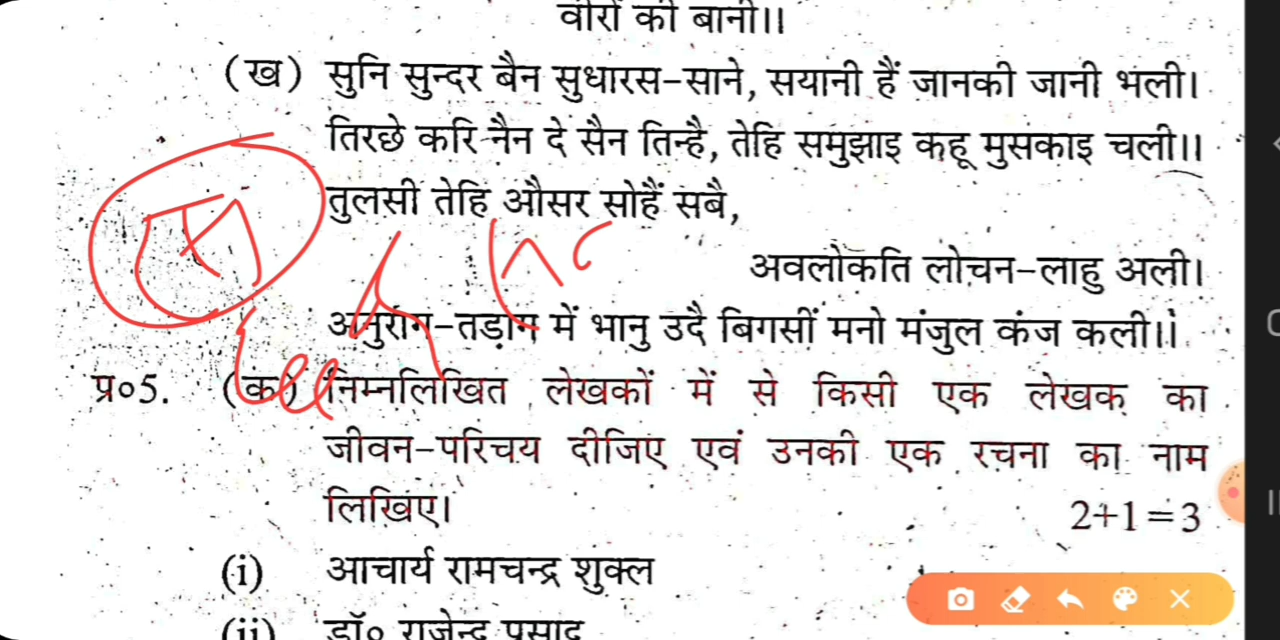 वीरों की बानी।।
(ख) सुनि सुन्दर बैन सुधारस-साने, सयानी हैं जानकी जानी भली।
तिरछे करि नैन दे सैन तिन्है, तेहि समुझाइ कहू मुसकाइ चली।।
तुलसी तेहि औसर सोहैं सबै,
अवलोकति लोचन-लाहु अली।
अनुराग-तड़ाग में भानु उदै बिगसीं मनो मंजुल कंज कली।।
प्र०5. (क) निम्नलिखित लेखकों में से किसी एक लेखक का
जीवन-परिचय दीजिए एवं उनकी एक रचना का नाम
लिखिए। 2+1=3
(i) आचार्य रामचन्द्र शुक्ल
(ii) डॉ० राजेन्द्र प्रसाद